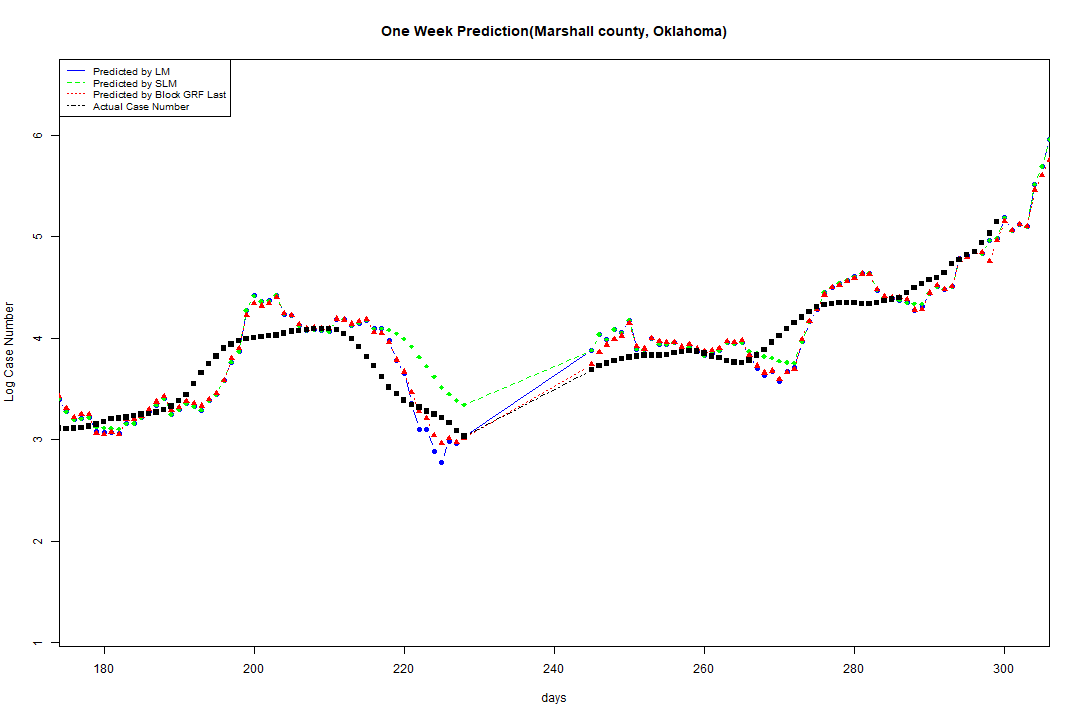 One Week Prediction(Marshall county, Oklahoma)
Predicted by LM
Predicted by SLM
Predicted by Block GRF Last
Actual Case Number
Log Case Number
6
5
4
3
2
1
180 200 220 240 260 280 300
days